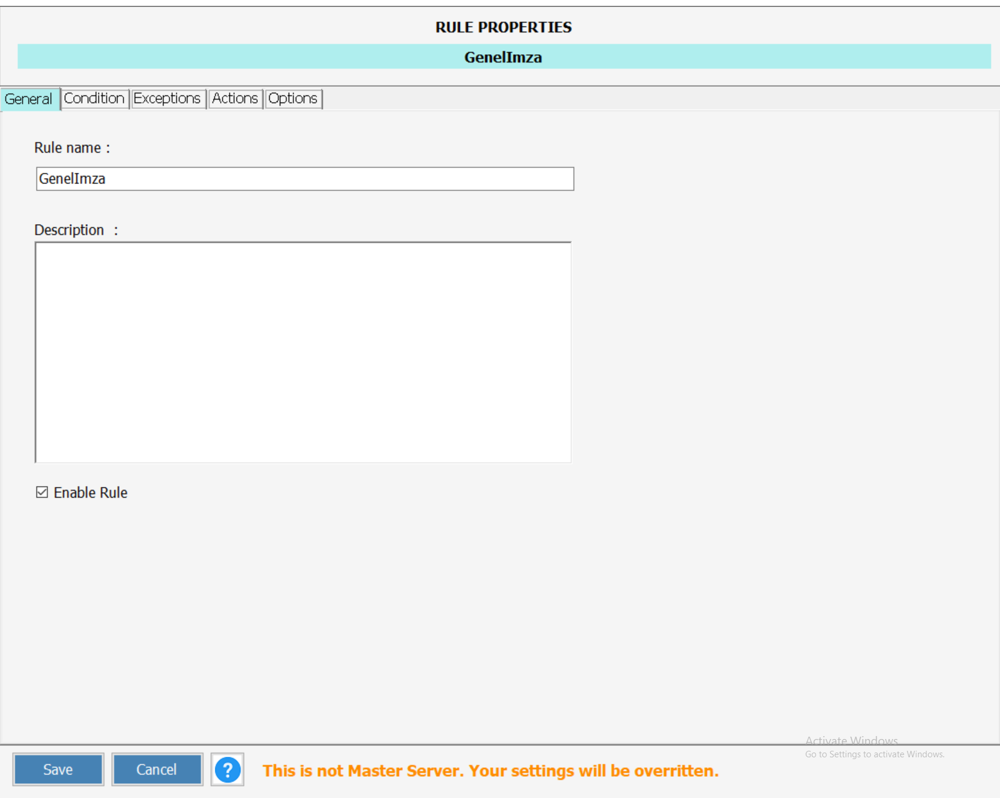 RULE PROPERTIES
GenelImza
General Condition Exceptions Actions Options
Rule name :
GenelImza
Description :
Enable Rule
Activate Windows
Go to Settings to activate Windows.
Save Cancel ? This is not Master Server. Your settings will be overritten.